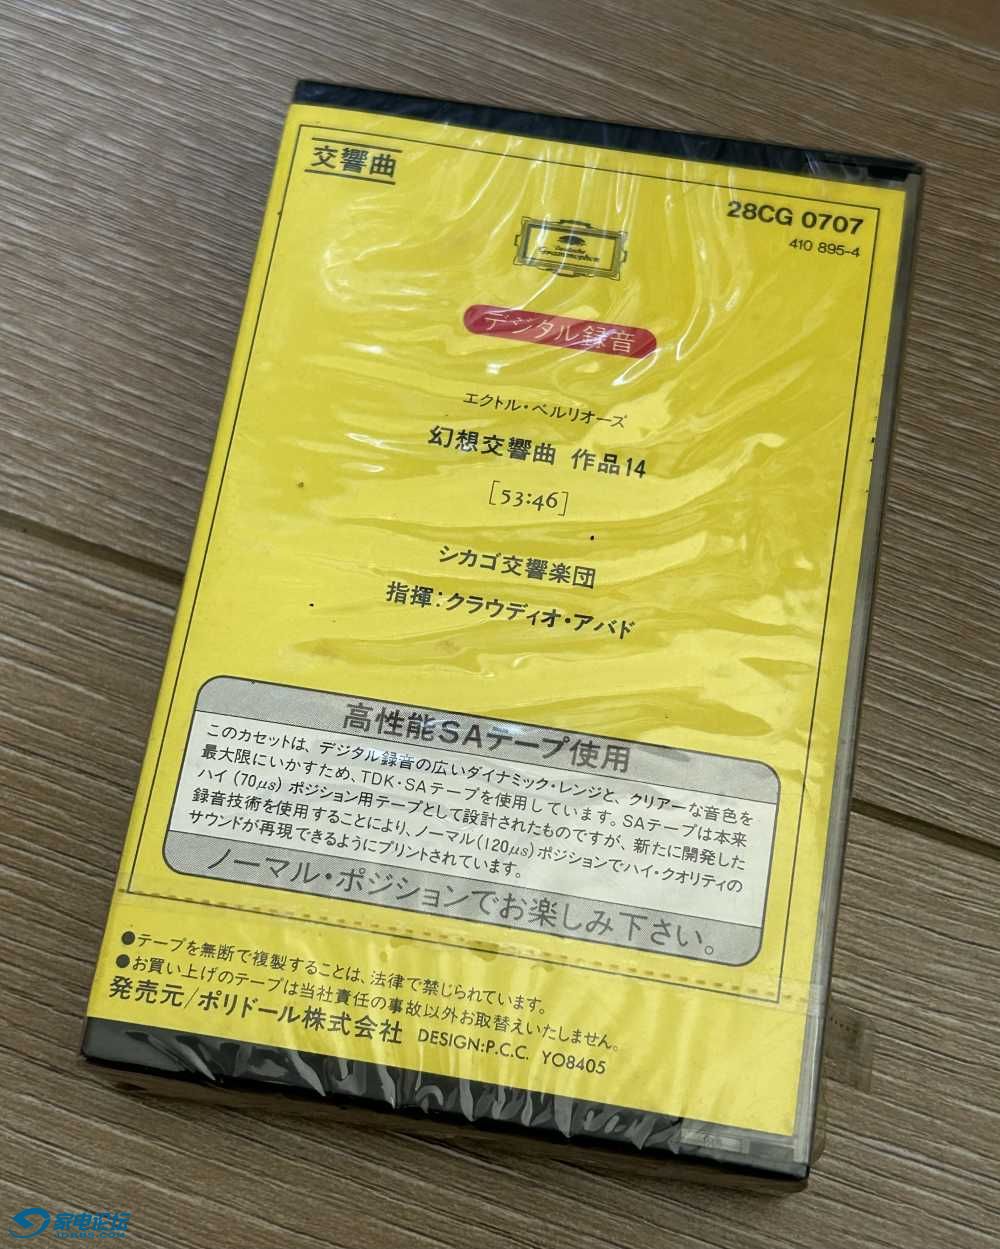 交響曲
28CG 0707
410 895-4
Deutsche
Grammophon
デジタル録音
エクトル・ベルリオーズ
幻想交響曲 作品14
[53:46]
シカゴ交響楽団
指揮:クラウディオ・アバド
高性能SAテープ使用
このカセットは、デジタル録音の広いダイナミック・レンジと、クリアーな音色を
最大限にいかすため、TDK・SAテープを使用しています。SAテープは本来
ハイ(70μs)ポジション用テープとして設計されたものですが、新たに開発した
録音技術を使用することにより、ノーマル(120μs)ポジションでハイ・クオリティの
サウンドが再現できるようにプリントされています。
ノーマル・ポジションでお楽しみ下さい。
●テープを無断で複製することは、法律で禁じられています。
●お買い上げのテープは当社責任の事故以外お取替えいたしません。
発売元/ポリドール株式会社 DESIGN:P.C.C. YO8405
家电论坛
JDBBS.COM